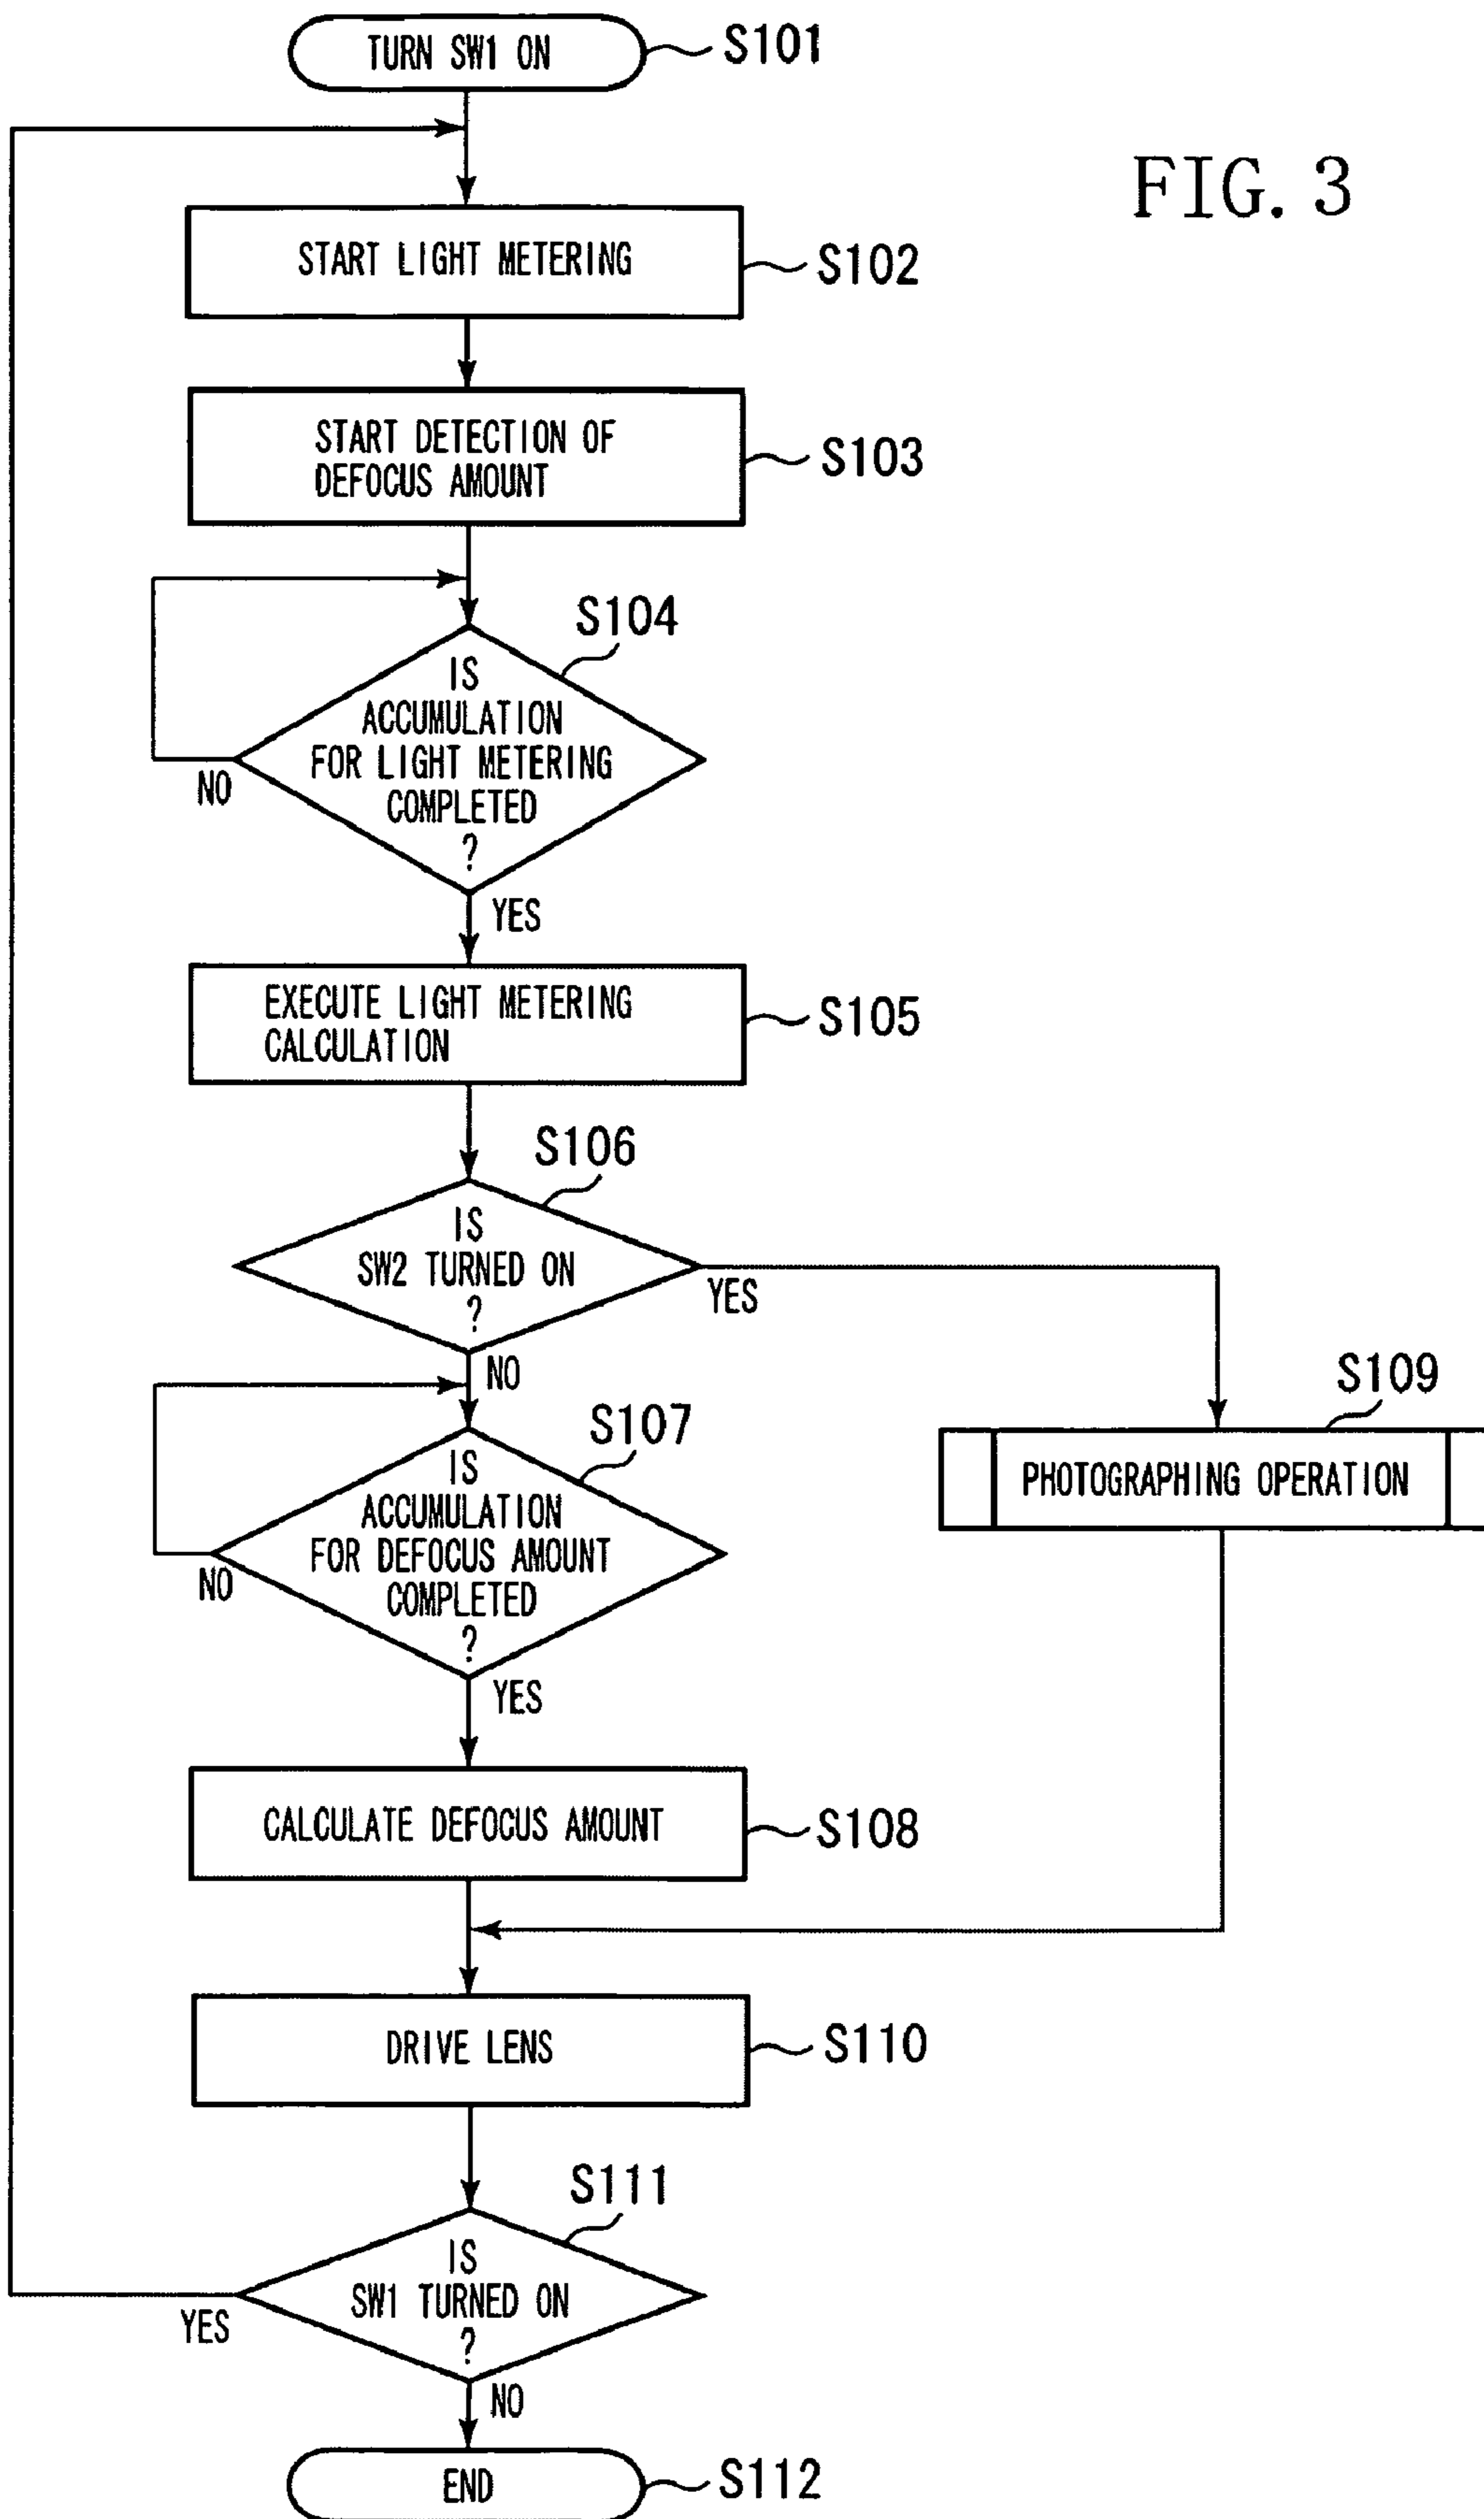 TURN SW1 ON
S101
FIG. 3
START LIGHT METERING
S102
START DETECTION OF
DEFOCUS AMOUNT
S103
S104
IS
ACCUMULATION
FOR LIGHT METERING
COMPLETED
?
NO
YES
EXECUTE LIGHT METERING
CALCULATION
S105
S106
IS
SW2 TURNED ON
?
YES
NO
S109
PHOTOGRAPHING OPERATION
S107
IS
ACCUMULATION
FOR DEFOCUS AMOUNT
COMPLETED
?
NO
YES
CALCULATE DEFOCUS AMOUNT
S108
DRIVE LENS
S110
S111
IS
SW1 TURNED ON
?
YES
NO
END
S112